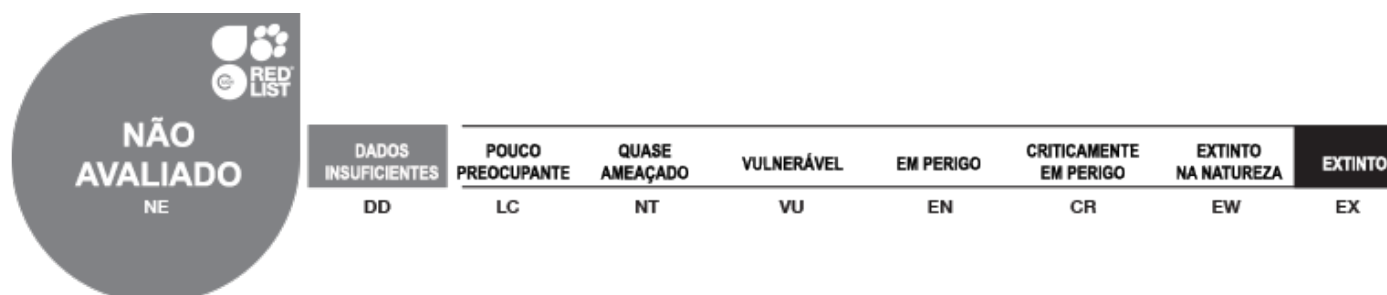 RED
LIST
NÃO
AVALIADO
NE
DADOS
INSUFICIENTES
DD
POUCO
PREOCUPANTE
LC
QUASE
AMEAÇADO
NT
VULNERÁVEL
VU
EM PERIGO
EN
CRITICAMENTE
EM PERIGO
CR
EXTINTO
NA NATUREZA
EW
EXTINTO
EX